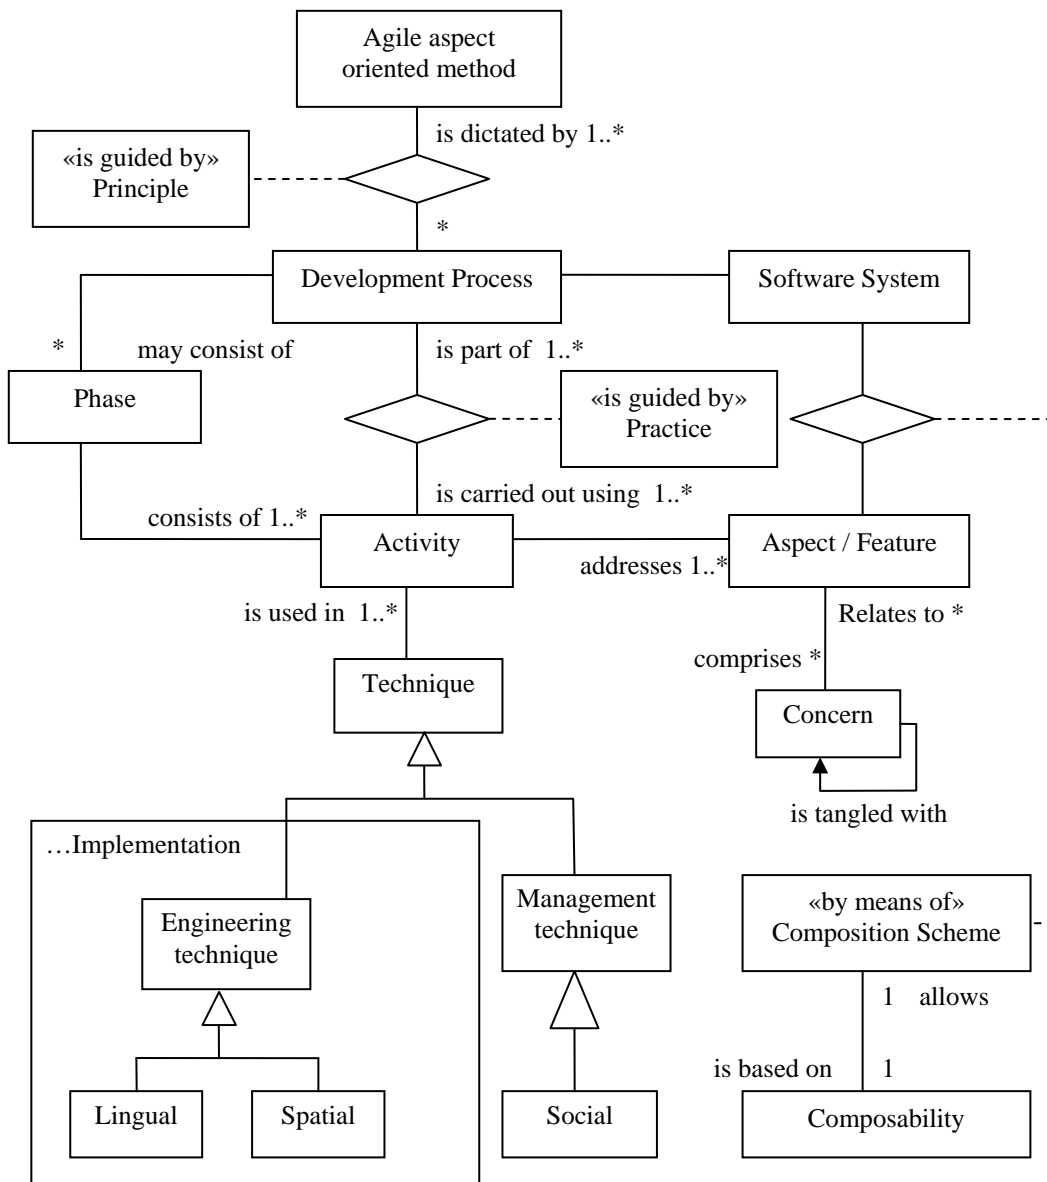 Agile aspect
oriented method
is dictated by 1..*
«is guided by»
Principle
*
Development Process
Software System
*
may consist of
is part of 1..*
Phase
«is guided by»
Practice
is carried out using 1..*
consists of 1..*
Activity
Aspect / Feature
addresses 1..*
is used in 1..*
Relates to *
comprises *
Technique
Concern
is tangled with
…Implementation
Engineering
technique
Management
technique
«by means of»
Composition Scheme
1 allows
is based on 1
Lingual
Spatial
Social
Composability